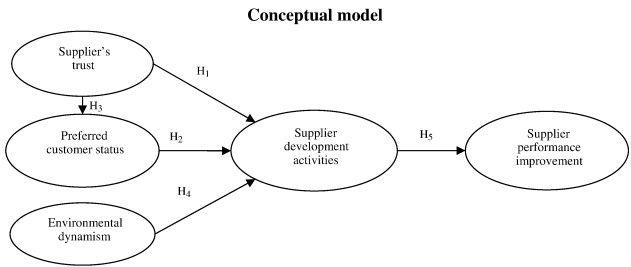 Conceptual model
Supplier's
trust
H1
H3
Preferred
customer status
H2
Supplier
development
activities
H5
Supplier
performance
improvement
H4
Environmental
dynamism